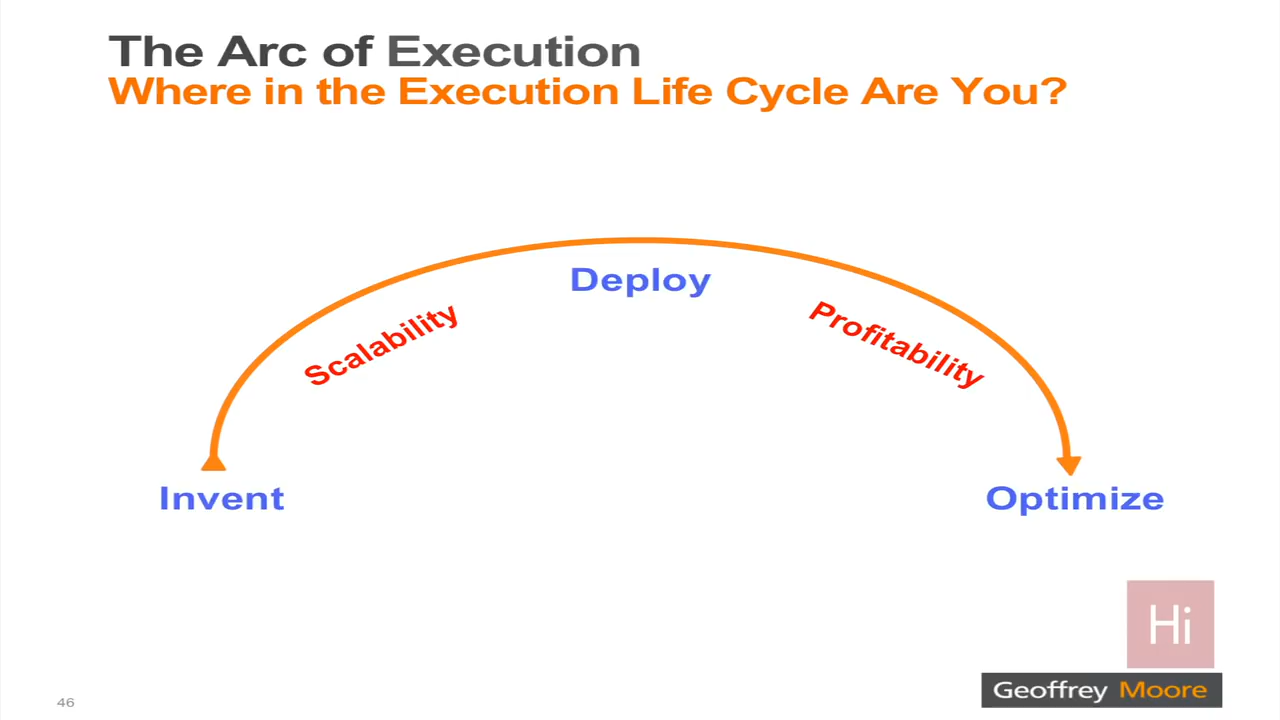 The Arc of Execution
Where in the Execution Life Cycle Are You?
Deploy
Scalability
Profitability
Invent
Optimize
Hi
Geoffrey Moore
46